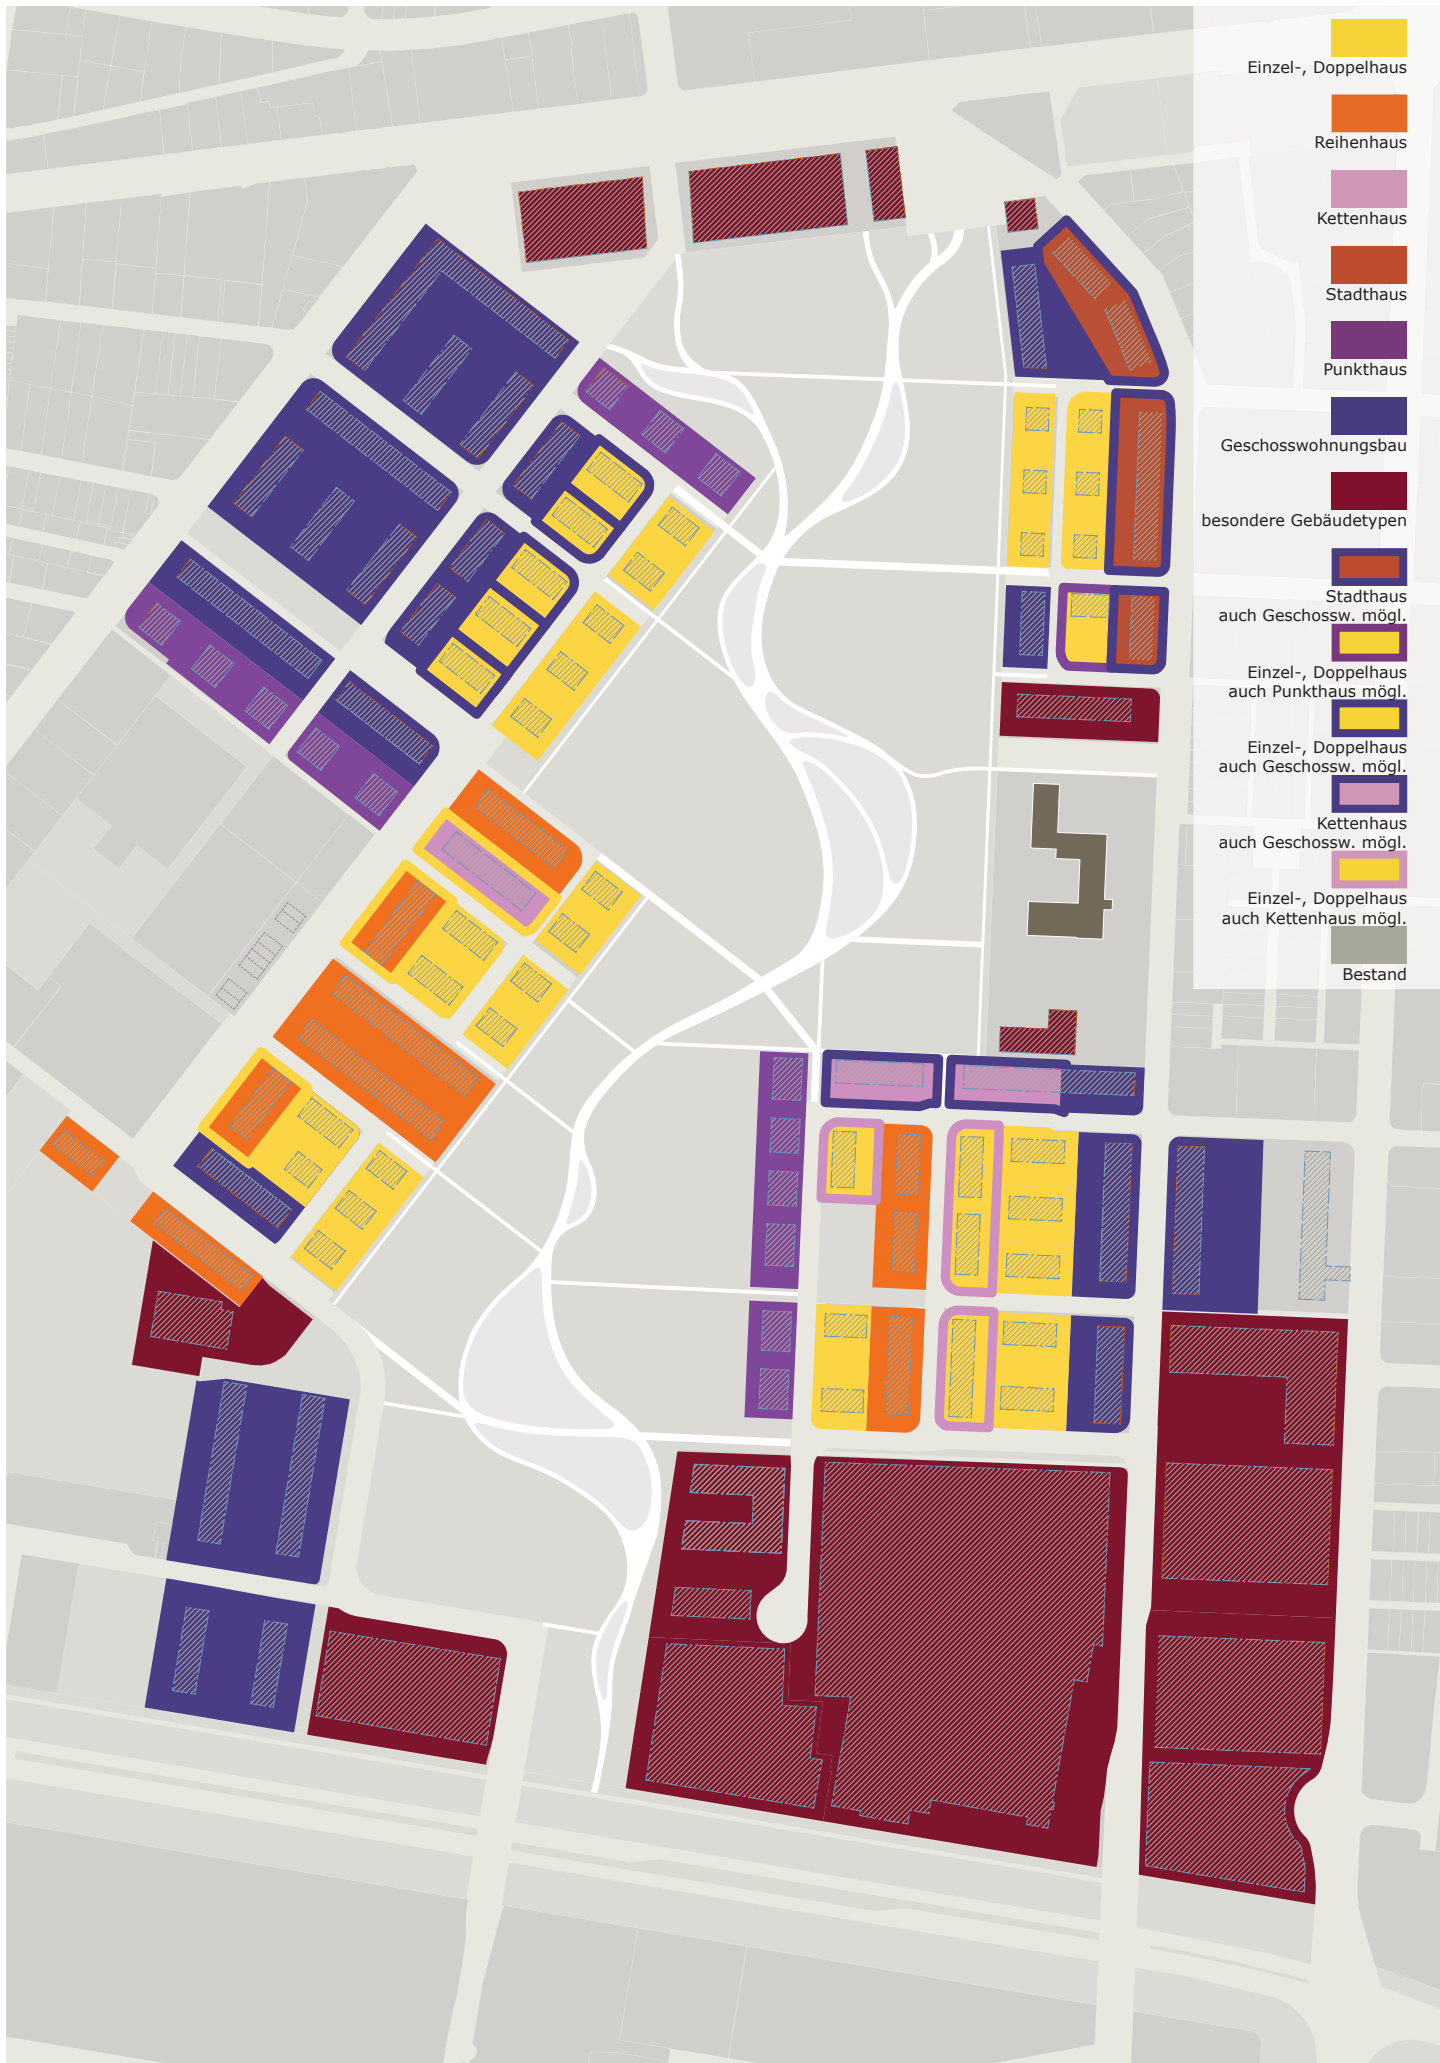 Einzel-, Doppelhaus
Reihenhaus
Kettenhaus
Stadthaus
Punkthaus
Geschosswohnungsbau
besondere Gebäudetypen
Stadthaus
auch Geschossw. mögl.
Einzel-, Doppelhaus
auch Punkthaus mögl.
Einzel-, Doppelhaus
auch Geschossw. mögl.
Kettenhaus
auch Geschossw. mögl.
Einzel-, Doppelhaus
auch Kettenhaus mögl.
Bestand